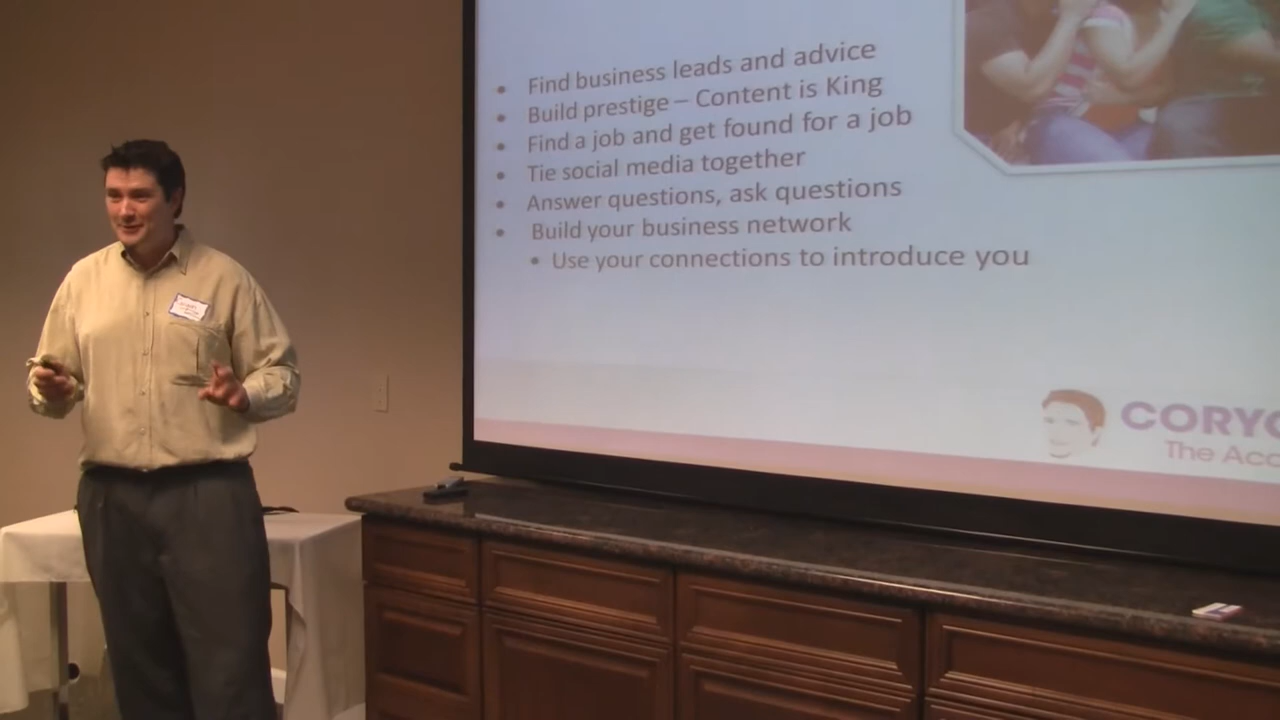 • Find business leads and advice
• Build prestige – Content is King
• Find a job and get found for a job
• Tie social media together
• Answer questions, ask questions
• Build your business network
• Use your connections to introduce you
CORY
The Acc